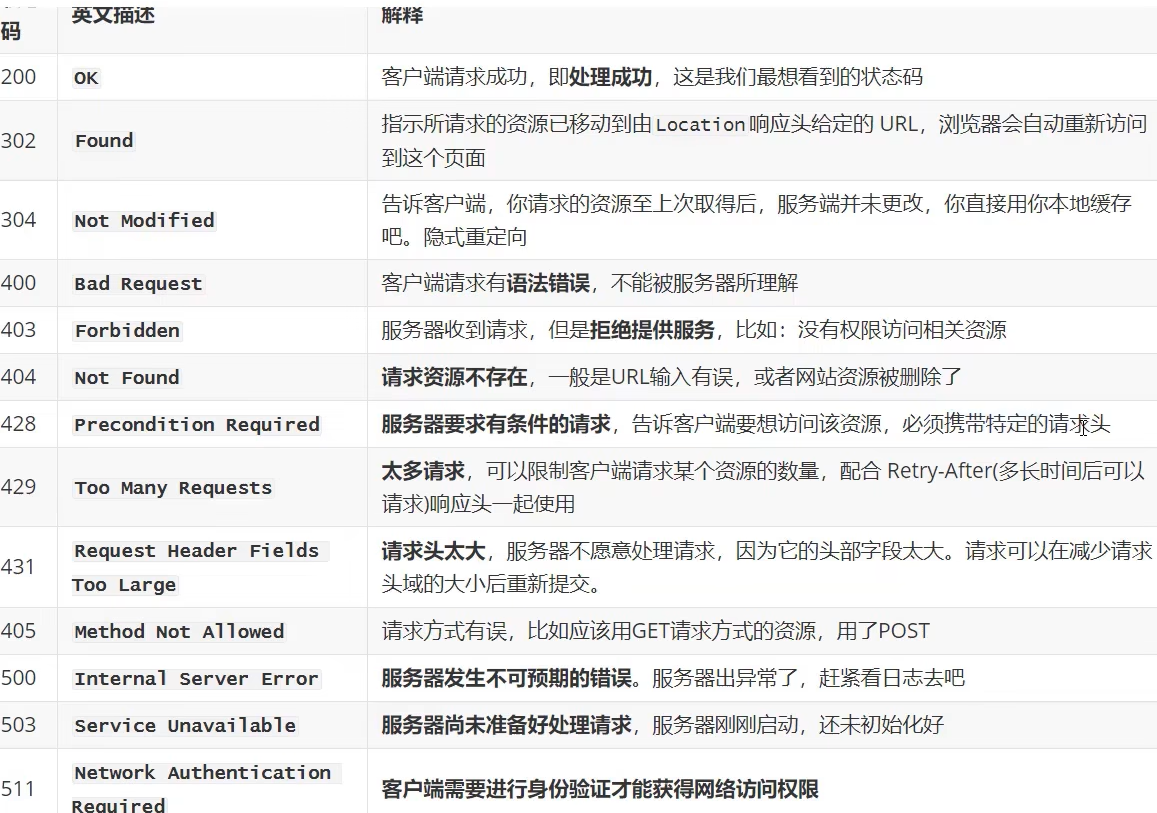 码 英文描述 解释
200 OK 客户端请求成功，即处理成功，这是我们最想看到的状态码
302 Found 指示所请求的资源已移动到由Location响应头给定的 URL，浏览器会自动重新访问
到这个页面
304 Not Modified 告诉客户端，你请求的资源至上次取得后，服务端并未更改，你直接用你本地缓存
吧。隐式重定向
400 Bad Request 客户端请求有语法错误，不能被服务器所理解
403 Forbidden 服务器收到请求，但是拒绝提供服务，比如：没有权限访问相关资源
404 Not Found 请求资源不存在，一般是URL输入有误，或者网站资源被删除了
428 Precondition Required 服务器要求有条件的请求，告诉客户端要想访问该资源，必须携带特定的请求头
429 Too Many Requests 太多请求，可以限制客户端请求某个资源的数量，配合 Retry-After(多长时间后可以
请求)响应头一起使用
431 Request Header Fields 请求头太大，服务器不愿意处理请求，因为它的头部字段太大。请求可以在减少请求
Too Large 头域的大小后重新提交。
405 Method Not Allowed 请求方式有误，比如应该用GET请求方式的资源，用了POST
500 Internal Server Error 服务器发生不可预期的错误。服务器出异常了，赶紧看日志去吧
503 Service Unavailable 服务器尚未准备好处理请求，服务器刚刚启动，还未初始化好
511 Network Authentication 客户端需要进行身份验证才能获得网络访问权限
Required